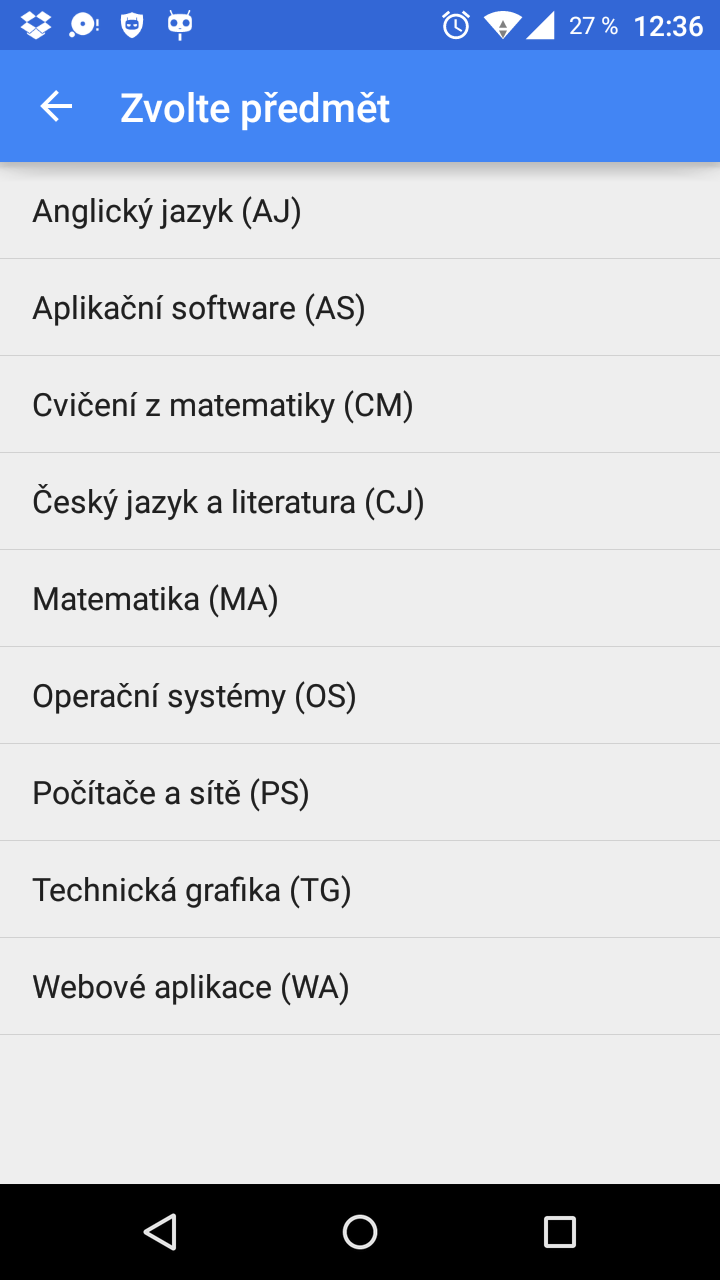 27 % 12:36
Zvolte předmět
Anglický jazyk (AJ)
Aplikační software (AS)
Cvičení z matematiky (CM)
Český jazyk a literatura (CJ)
Matematika (MA)
Operační systémy (OS)
Počítače a sítě (PS)
Technická grafika (TG)
Webové aplikace (WA)